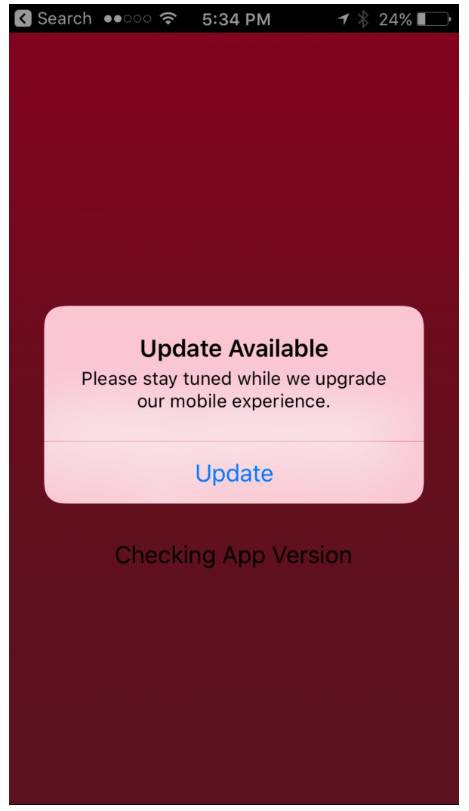 Search 5:34 PM 24%
Update Available
Please stay tuned while we upgrade
our mobile experience.
Update
Checking App Version